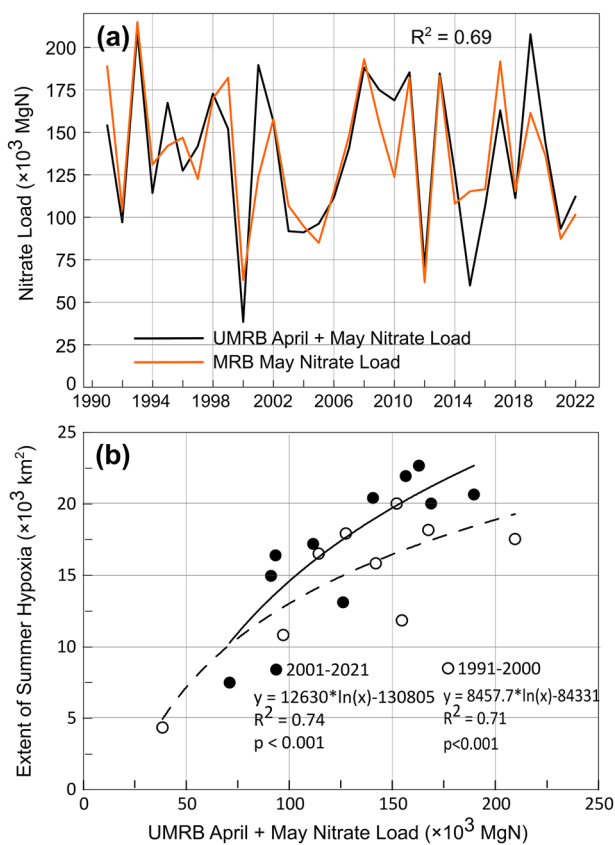 (a)
R² = 0.69
Nitrate Load (×10³ MgN)
200
175
150
125
100
75
50
25
0
UMRB April + May Nitrate Load
MRB May Nitrate Load
1990 1994 1998 2002 2006 2010 2014 2018 2022
(b)
Extent of Summer Hypoxia (×10³ km²)
25
20
15
10
5
0
2001-2021
y = 12630*ln(x)-130805
R² = 0.74
p < 0.001
1991-2000
y = 8457.7*ln(x)-84331
R² = 0.71
p<0.001
0 50 100 150 200 250
UMRB April + May Nitrate Load (×10³ MgN)